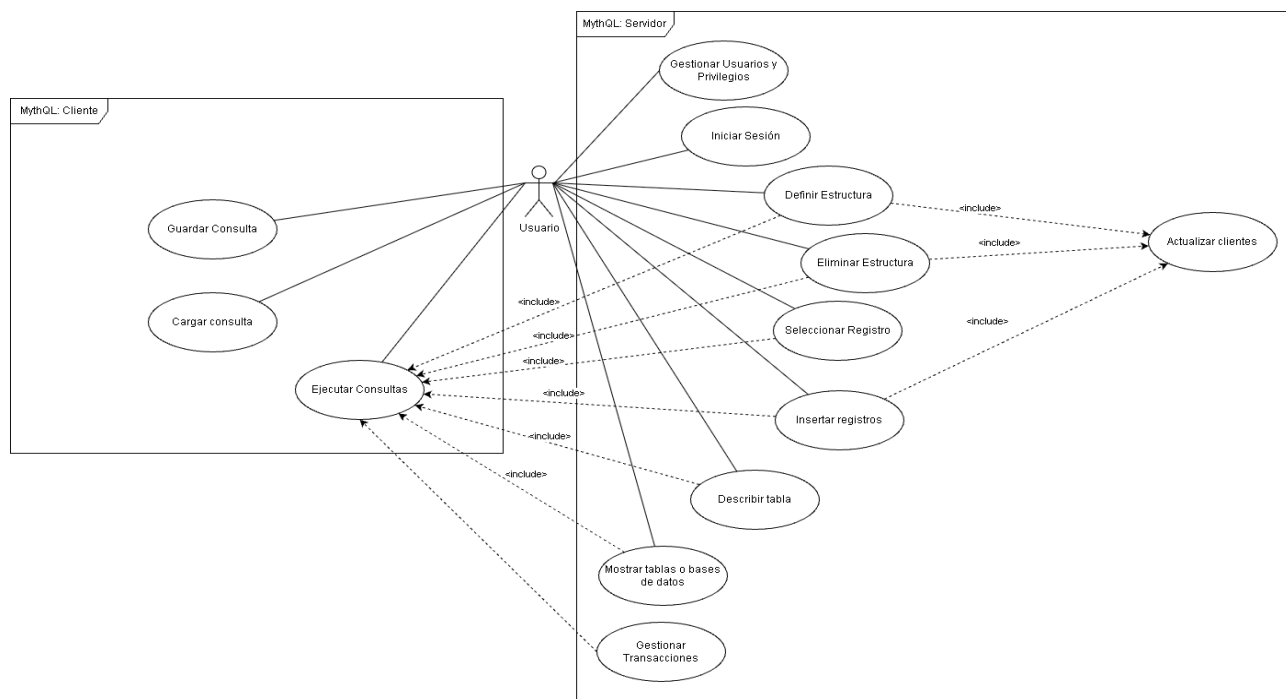 MythQL: Servidor
Gestionar Usuarios y
Privilegios
MythQL: Cliente
Iniciar Sesión
Definir Estructura
<include>
Usuario
Guardar Consulta
Actualizar clientes
Eliminar Estructura
<include>
<include>
Cargar consulta
<include>
Seleccionar Registro
<include>
<include>
Ejecutar Consultas
<include>
Insertar registros
<include>
<include>
Describir tabla
Mostrar tablas o bases
de datos
Gestionar
Transacciones